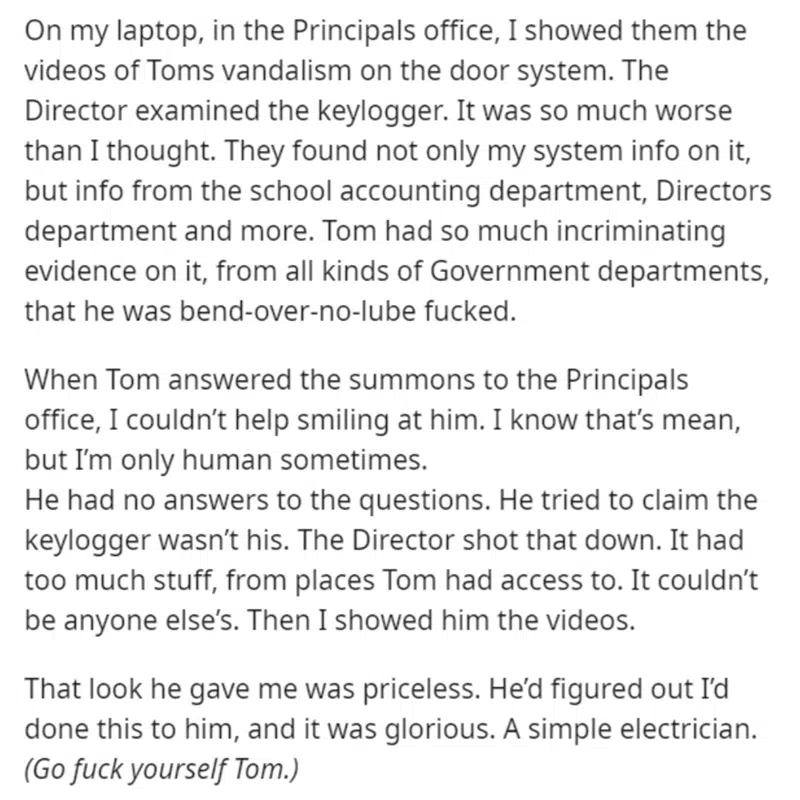 On my laptop, in the Principals office, I showed them the
videos of Toms vandalism on the door system. The
Director examined the keylogger. It was so much worse
than I thought. They found not only my system info on it,
but info from the school accounting department, Directors
department and more. Tom had so much incriminating
evidence on it, from all kinds of Government departments,
that he was bend-over-no-lube fucked.
When Tom answered the summons to the Principals
office, I couldn’t help smiling at him. I know that’s mean,
but I’m only human sometimes.
He had no answers to the questions. He tried to claim the
keylogger wasn’t his. The Director shot that down. It had
too much stuff, from places Tom had access to. It couldn’t
be anyone else’s. Then I showed him the videos.
That look he gave me was priceless. He’d figured out I’d
done this to him, and it was glorious. A simple electrician.
(Go fuck yourself Tom.)